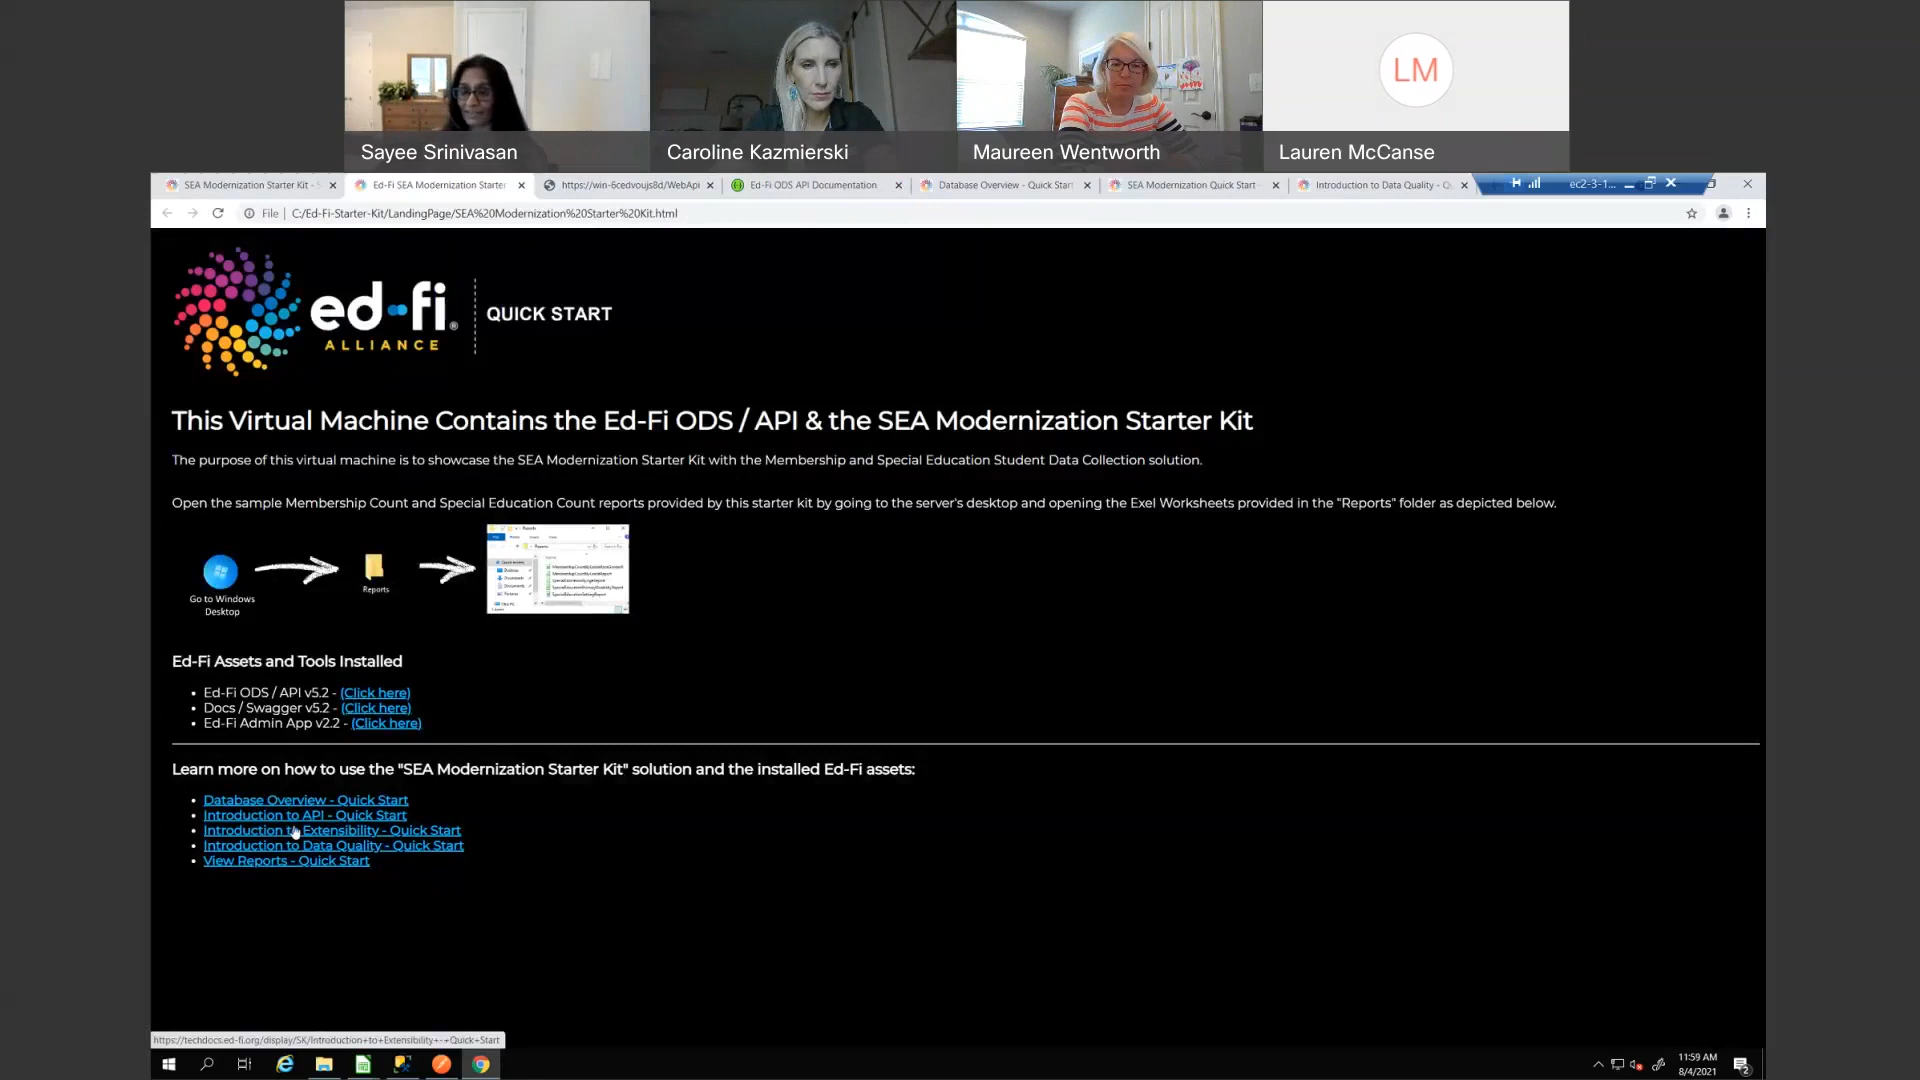 LM
Sayee Srinivasan
Caroline Kazmierski
Maureen Wentworth
Lauren McCanse
SEA Modernization Starter Kit - S
Ed-Fi SEA Modernization Starter
https://win-6cedvoujs8d/WebApi
Ed-Fi ODS API Documentation
Database Overview - Quick Start
SEA Modernization Quick Start
Introduction to Data Quality - Q
ec2-3-1...
File | C:/Ed-Fi-Starter-Kit/LandingPage/SEA%20Modernization%20Starter%20Kit.html
ed-fi®
ALLIANCE
QUICK START
This Virtual Machine Contains the Ed-Fi ODS / API & the SEA Modernization Starter Kit
The purpose of this virtual machine is to showcase the SEA Modernization Starter Kit with the Membership and Special Education Student Data Collection solution.
Open the sample Membership Count and Special Education Count reports provided by this starter kit by going to the server's desktop and opening the Exel Worksheets provided in the "Reports" folder as depicted below.
Go to Windows
Desktop
Reports
Ed-Fi Assets and Tools Installed
• Ed-Fi ODS / API v5.2 - (Click here)
• Docs / Swagger v5.2 - (Click here)
• Ed-Fi Admin App v2.2 - (Click here)
Learn more on how to use the "SEA Modernization Starter Kit" solution and the installed Ed-Fi assets:
• Database Overview - Quick Start
• Introduction to API - Quick Start
• Introduction to Extensibility - Quick Start
• Introduction to Data Quality - Quick Start
• View Reports - Quick Start
https://techdocs.ed-fi.org/display/SK/Introduction+to+Extensibility+-+Quick+Start
11:59 AM
8/4/2021
2